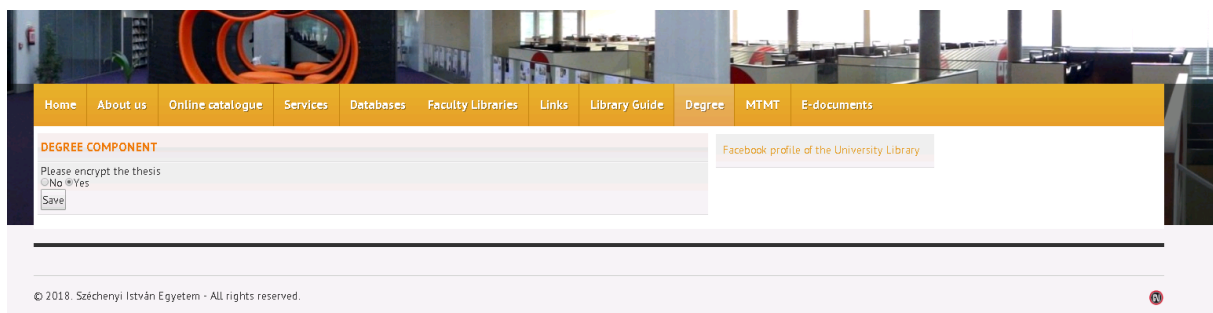 Home About us Online catalogue Services Databases Faculty Libraries Links Library Guide Degree MTMT E-documents
DEGREE COMPONENT
Please encrypt the thesis
No Yes
Save
Facebook profile of the University Library
© 2018. Széchenyi István Egyetem - All rights reserved.